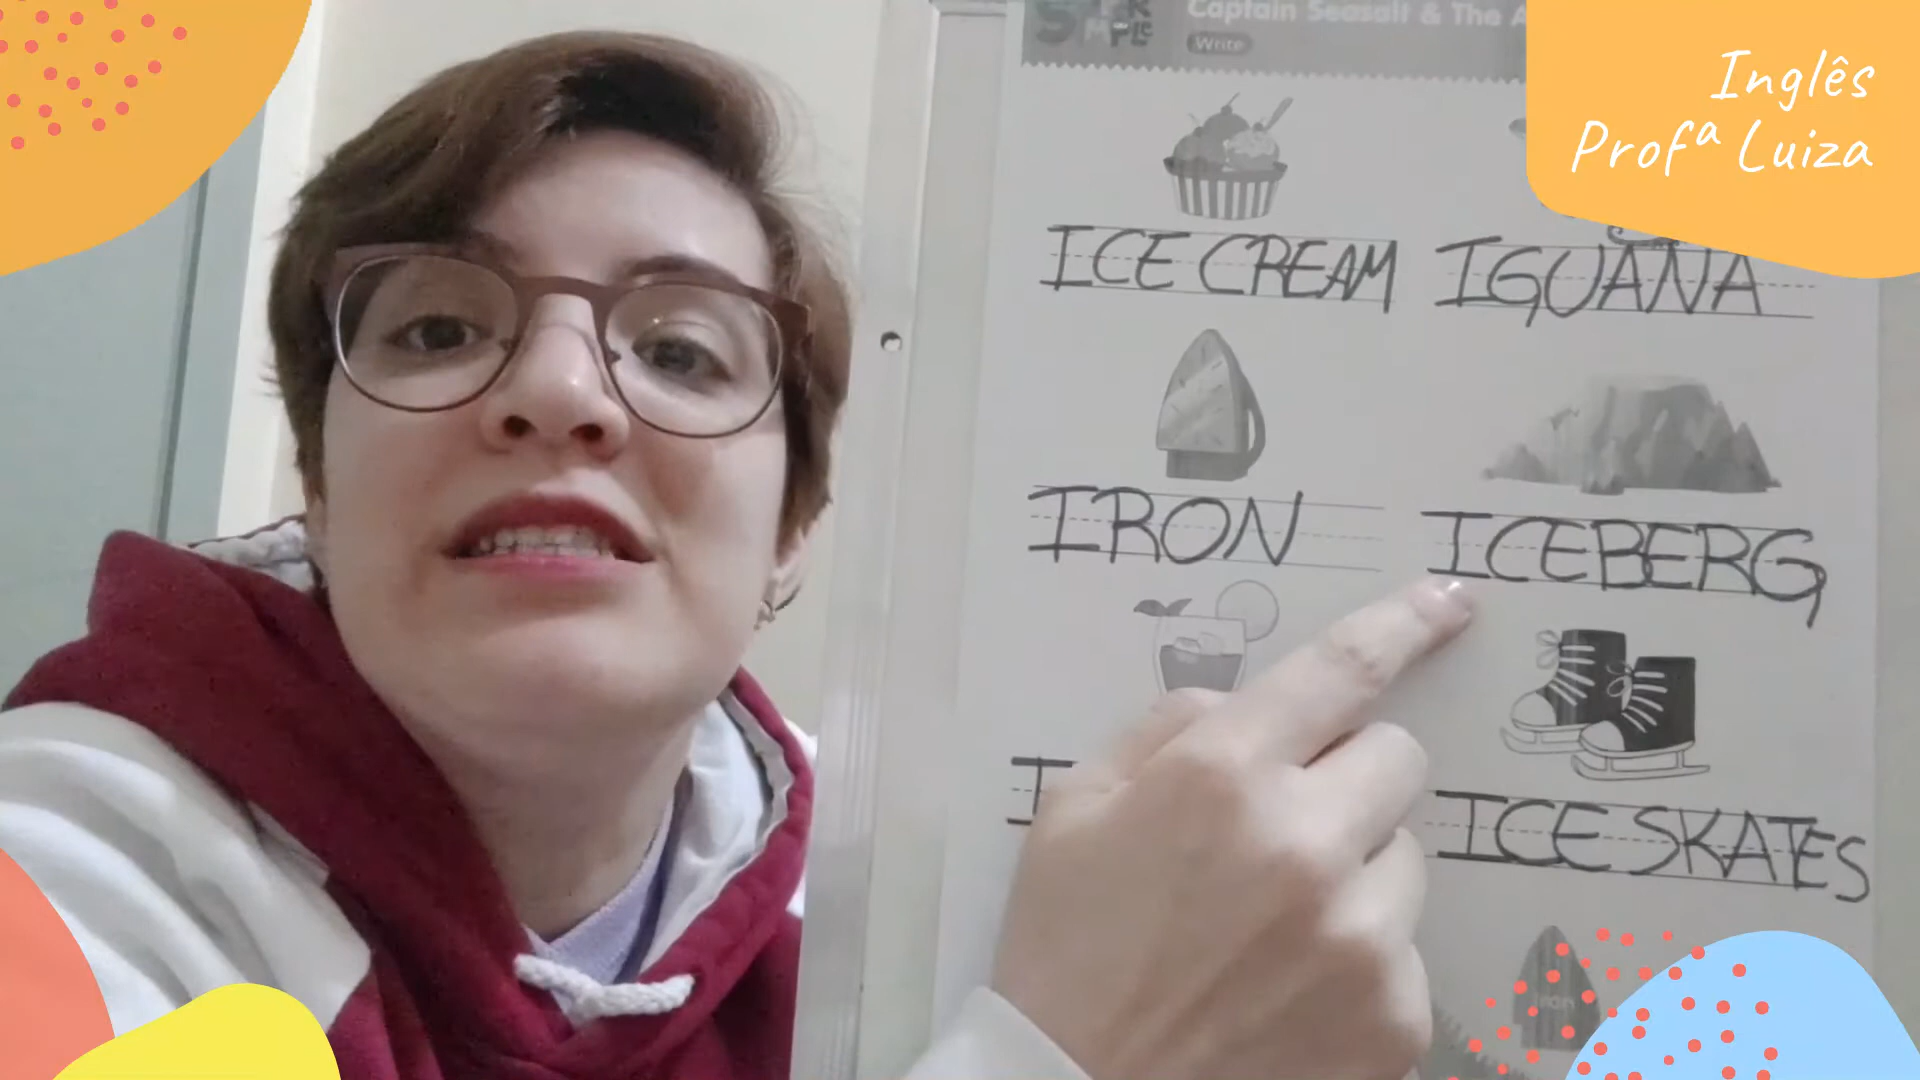 Captain Seasalt & The A
Write
Inglês
Profª Luiza
ICE CREAM
IGUANA
IRON
ICEBERG
I
ICE SKATES